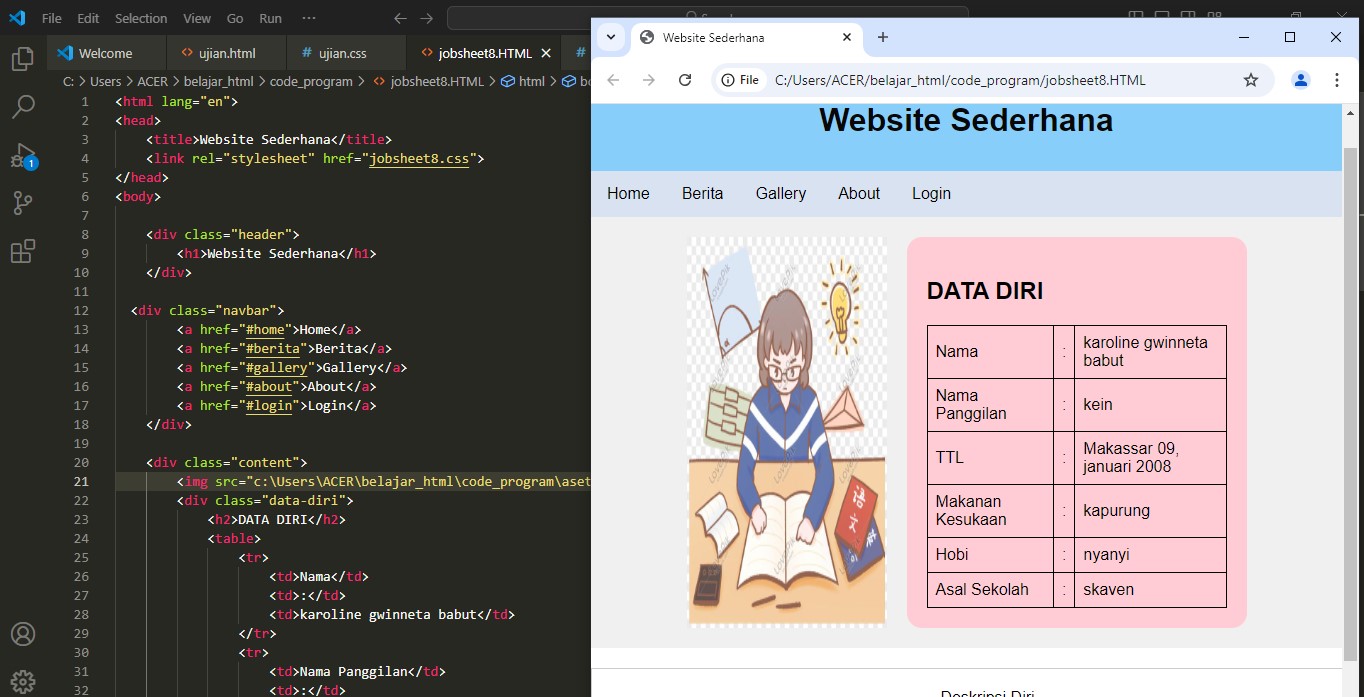 File Edit Selection View Go Run ···
Welcome
ujian.html
# ujian.css
jobsheet8.HTML
#
C: > Users > ACER > belajar_html > code_program > jobsheet8.HTML > html >
1 <html lang="en">
2 <head>
3 <title>Website Sederhana</title>
4 <link rel="stylesheet" href="jobsheet8.css">
5 </head>
6 <body>
7
8 <div class="header">
9 <h1>Website Sederhana</h1>
10 </div>
11
12 <div class="navbar">
13 <a href="#home">Home</a>
14 <a href="#berita">Berita</a>
15 <a href="#gallery">Gallery</a>
16 <a href="#about">About</a>
17 <a href="#login">Login</a>
18 </div>
19
20 <div class="content">
21 <img src="c:\Users\ACER\belajar_html\code_program\aset
22 <div class="data-diri">
23 <h2>DATA DIRI</h2>
24 <table>
25 <tr>
26 <td>Nama</td>
27 <td>:</td>
28 <td>karoline gwinneta babut</td>
29 </tr>
30 <tr>
31 <td>Nama Panggilan</td>
32 <td>:</td>
1
Website Sederhana
File
C:/Users/ACER/belajar_html/code_program/jobsheet8.HTML
Website Sederhana
Home Berita Gallery About Login
DATA DIRI
Nama : karoline gwinneta
babut
Nama
Panggilan : kein
TTL : Makassar 09,
januari 2008
Makanan
Kesukaan : kapurung
Hobi : nyanyi
Asal Sekolah : skaven
Deskripsi Diri